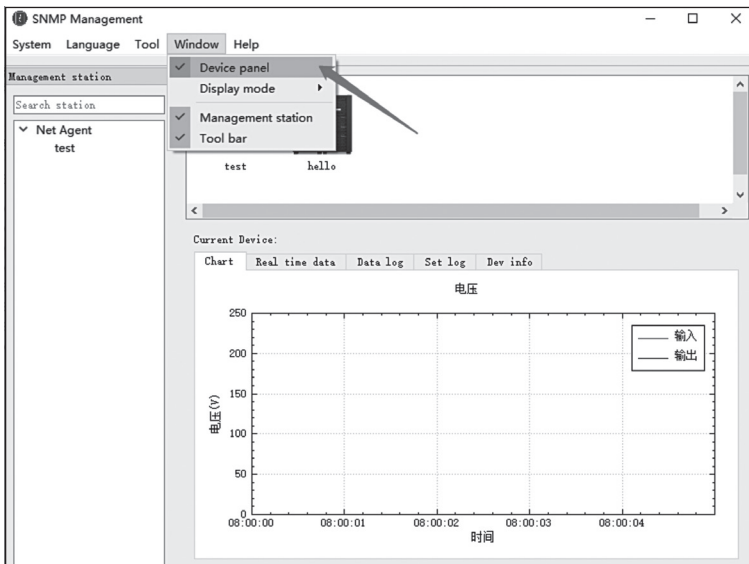 SNMP Management
System Language Tool Window Help
Device panel
Display mode
Management station
Tool bar
Management station
Search station
Net Agent
test
test hello
Current Device:
Chart Real time data Data log Set log Dev info
电压
250
200
150
100
50
0
电压(V)
输入
输出
08:00:00 08:00:01 08:00:02 08:00:03 08:00:04
时间